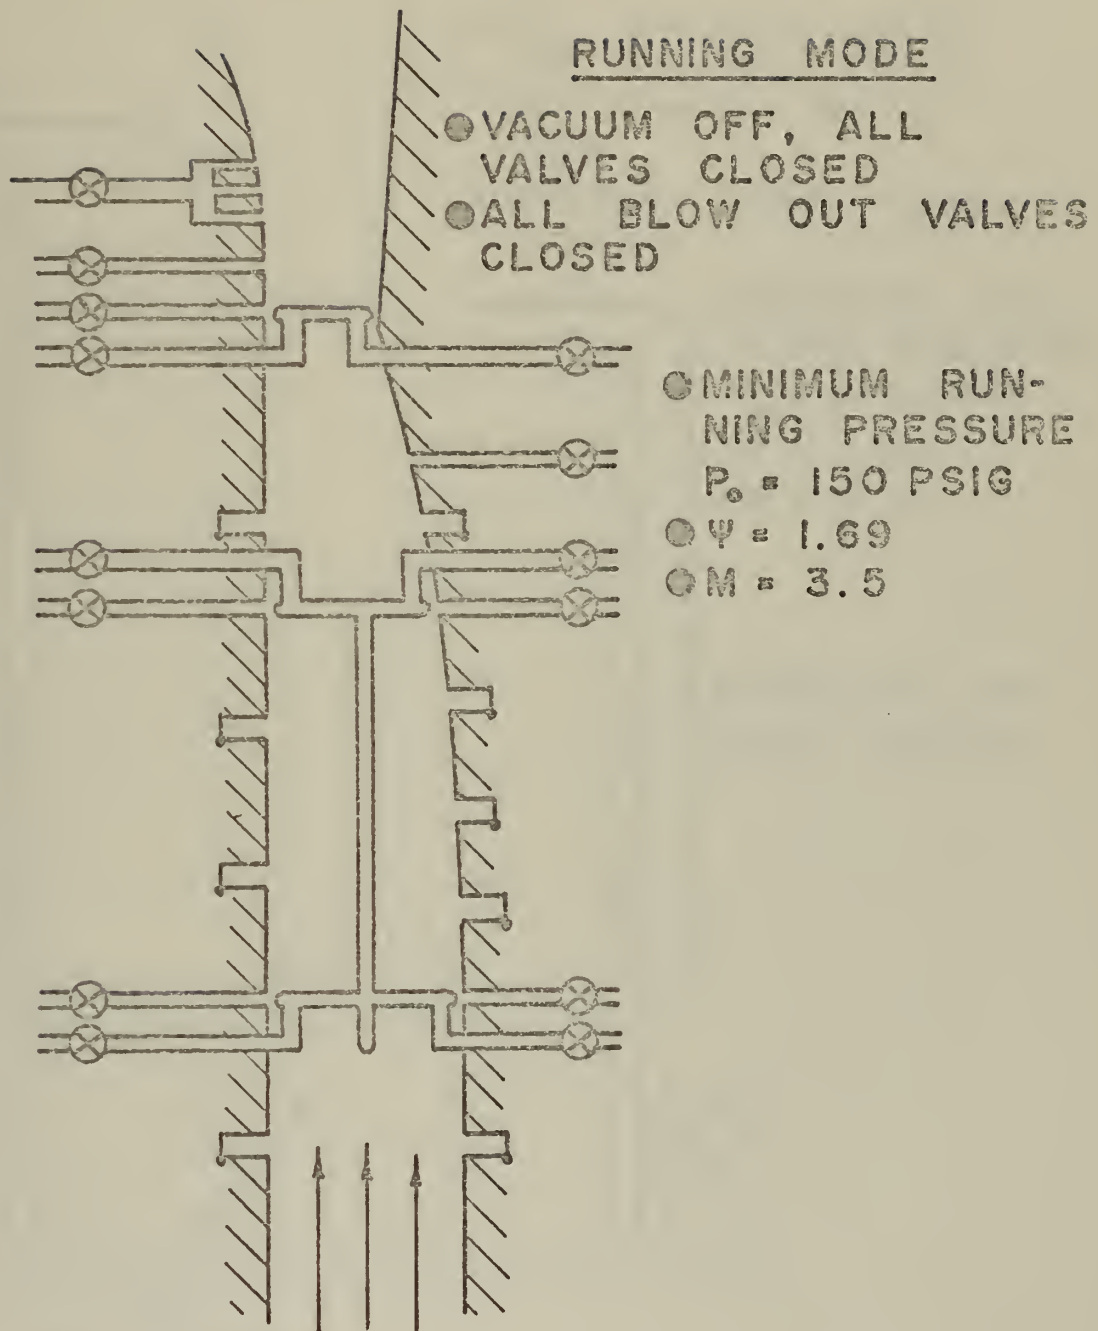 RUNNING MODE
●VACUUM OFF, ALL
VALVES CLOSED
●ALL BLOW OUT VALVES
CLOSED
●MINIMUM RUN-
NING PRESSURE
P₀ = 150 PSIG
●Ψ = 1.69
●M = 3.5